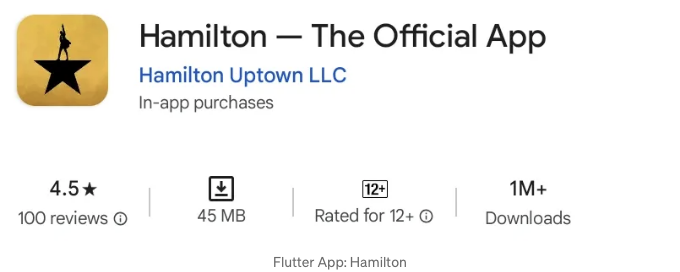 Hamilton — The Official App
Hamilton Uptown LLC
In-app purchases
4.5★
100 reviews
45 MB
12+
Rated for 12+
1M+
Downloads
Flutter App: Hamilton